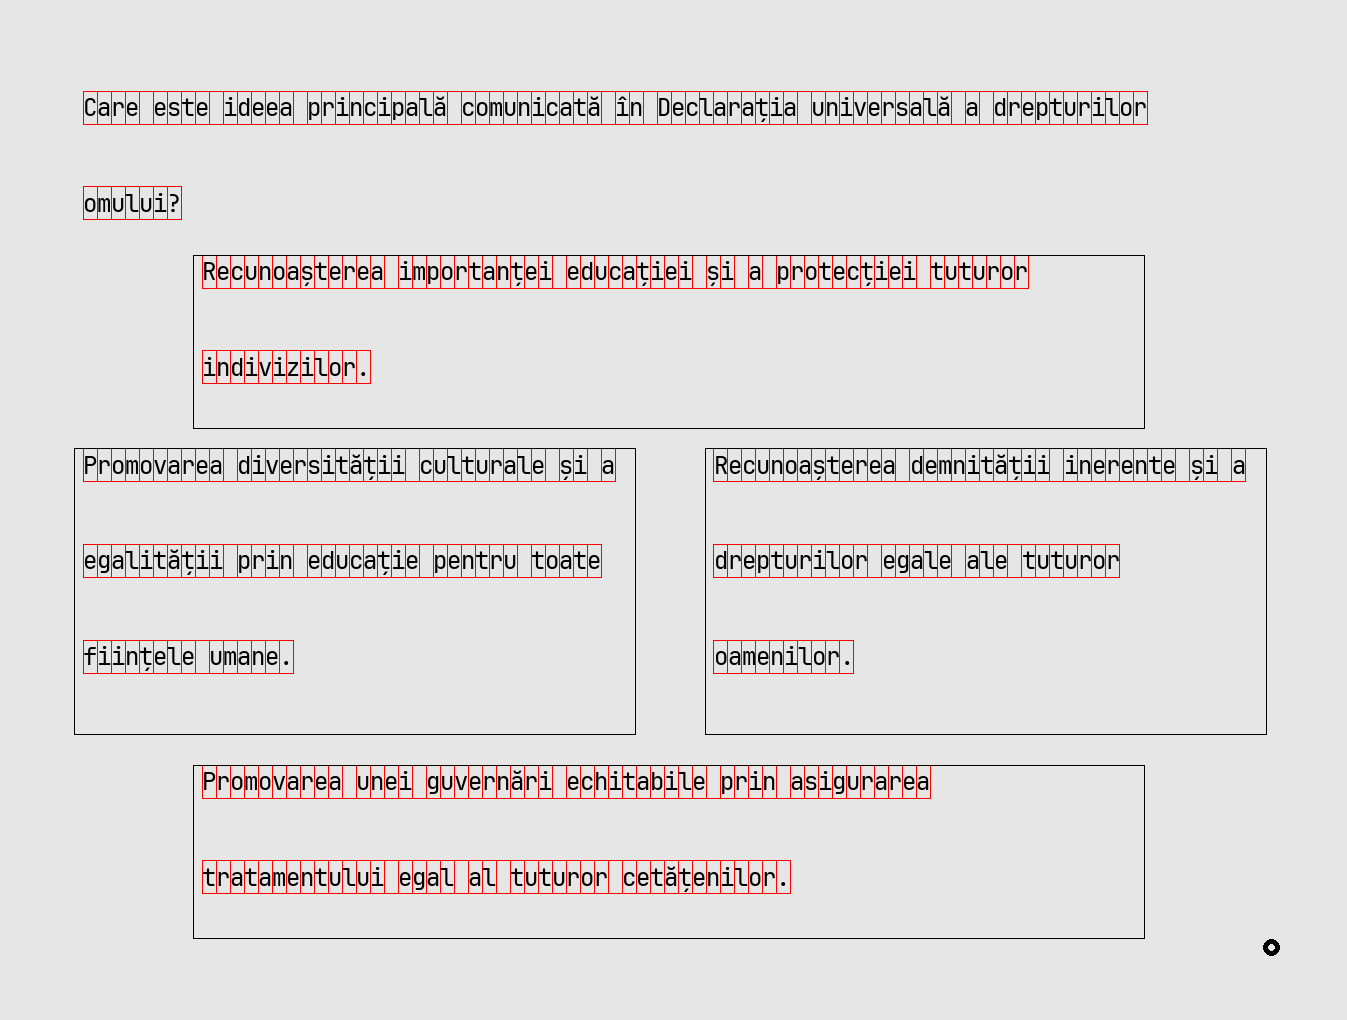 Care este ideea principală comunicată în Declarația universală a drepturilor
omului?
Recunoașterea importanței educației și a protecției tuturor
indivizilor.
Promovarea diversității culturale și a
egalității prin educație pentru toate
ființele umane.
Recunoașterea demnității inerente și a
drepturilor egale ale tuturor
oamenilor.
Promovarea unei guvernări echitabile prin asigurarea
tratamentului egal al tuturor cetățenilor.